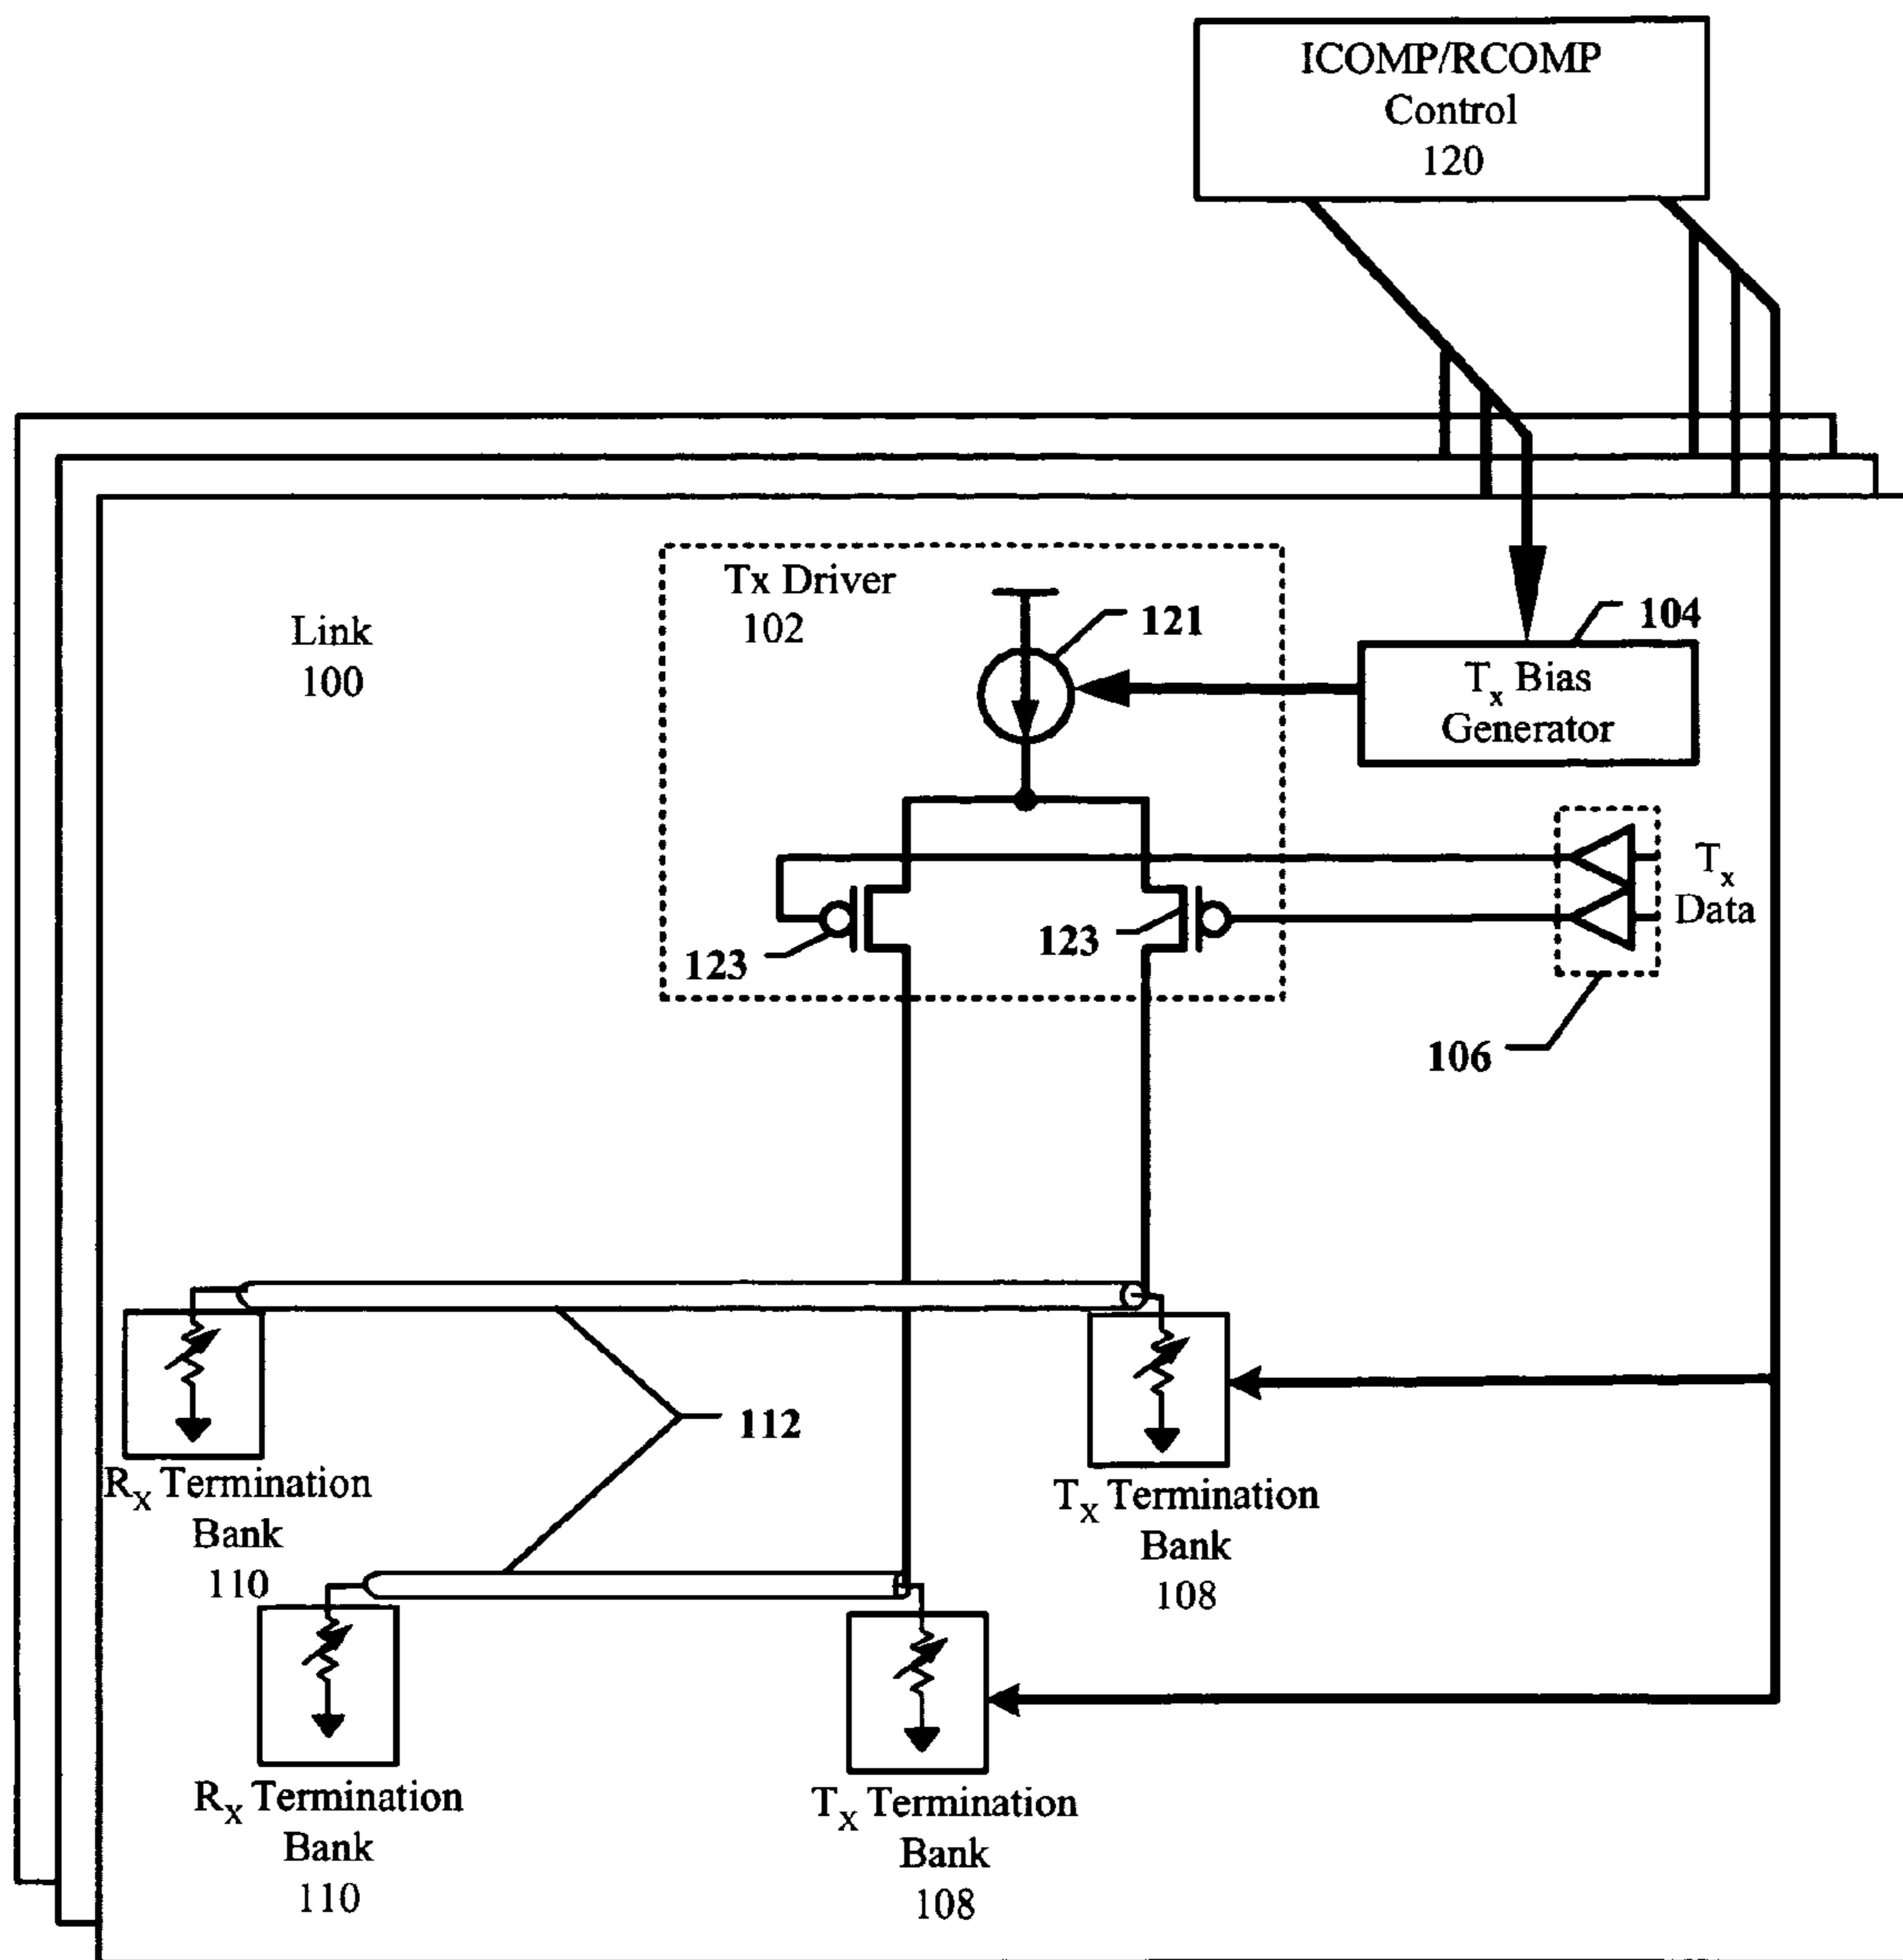 ICOMP/RCOMP
Control
120
Tx Driver
102
Link
100
121
104
Tx Bias
Generator
Tx
Data
123
123
106
112
RX Termination
Bank
110
TX Termination
Bank
108
RX Termination
Bank
110
TX Termination
Bank
108